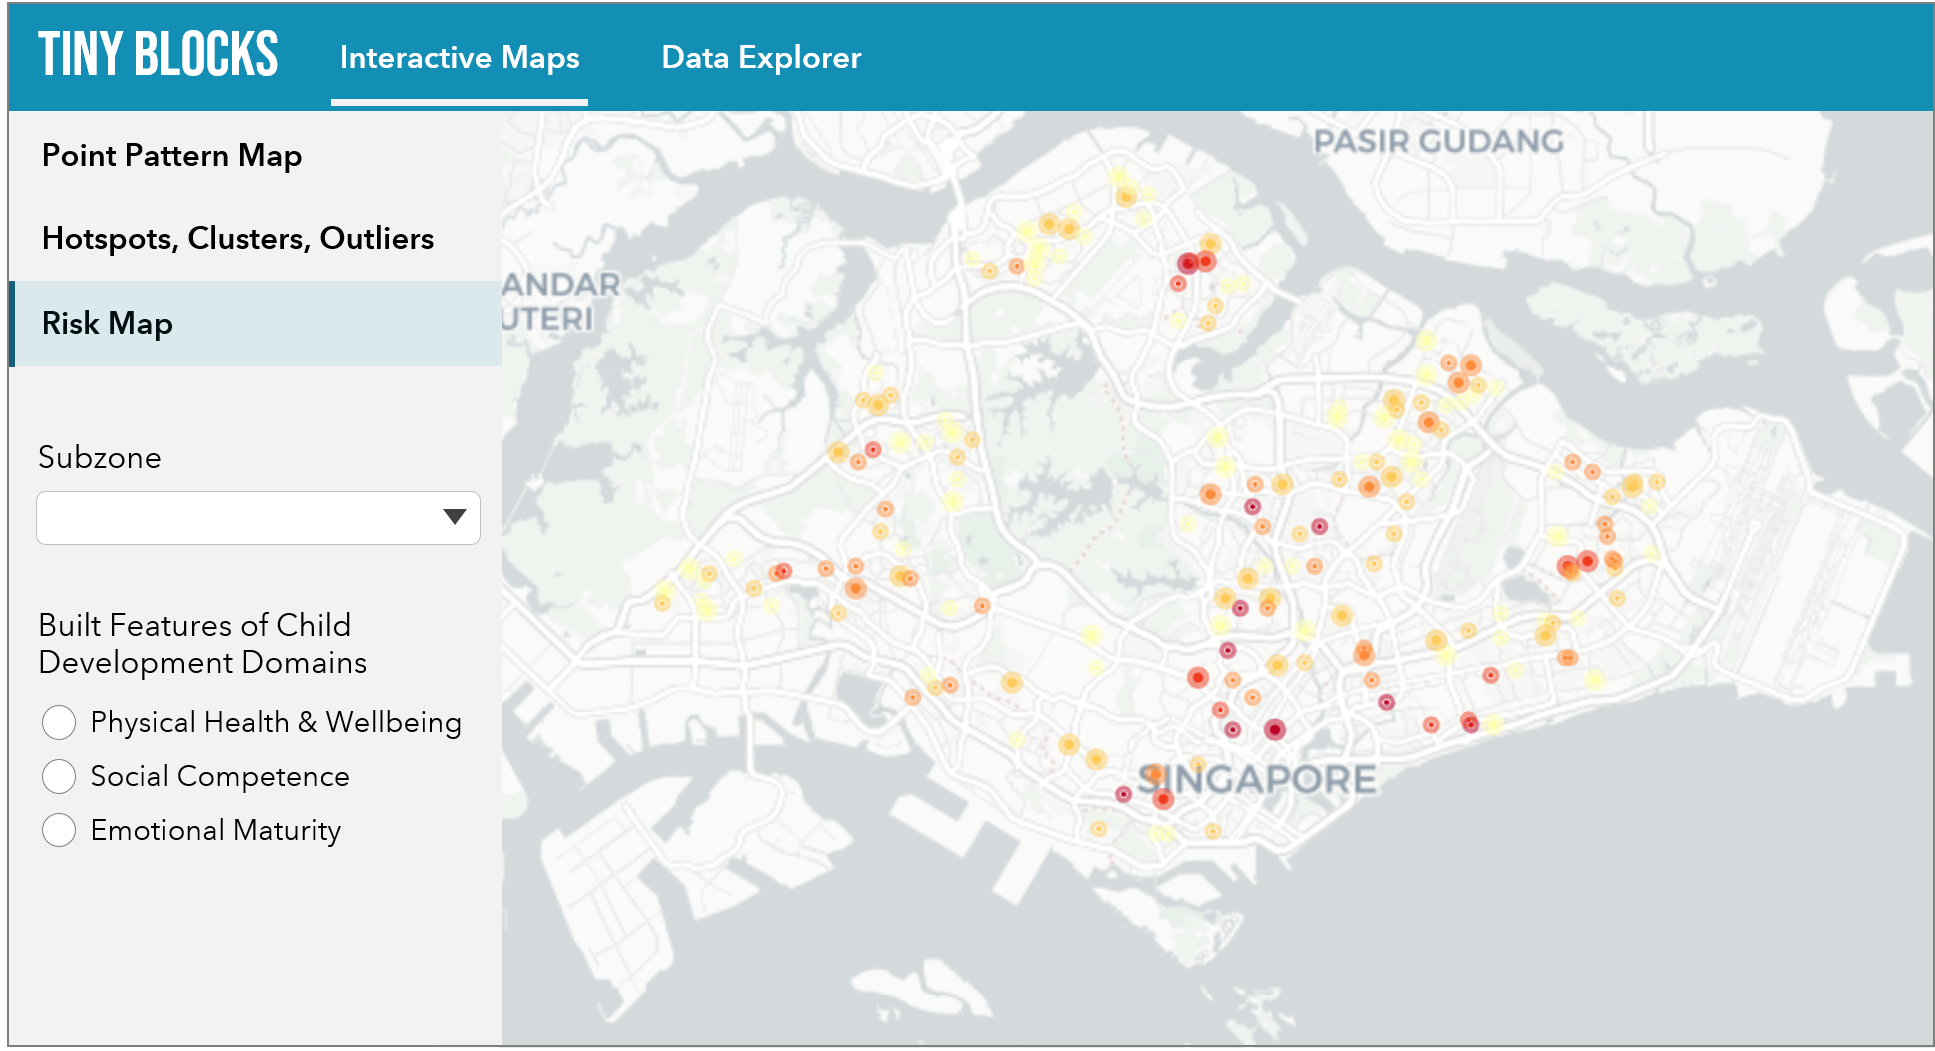 TINY BLOCKS
Interactive Maps
Data Explorer
Point Pattern Map
Hotspots, Clusters, Outliers
Risk Map
Subzone
Built Features of Child
Development Domains
Physical Health & Wellbeing
Social Competence
Emotional Maturity
PASIR GUDANG
ANDAR
UTERI
SINGAPORE